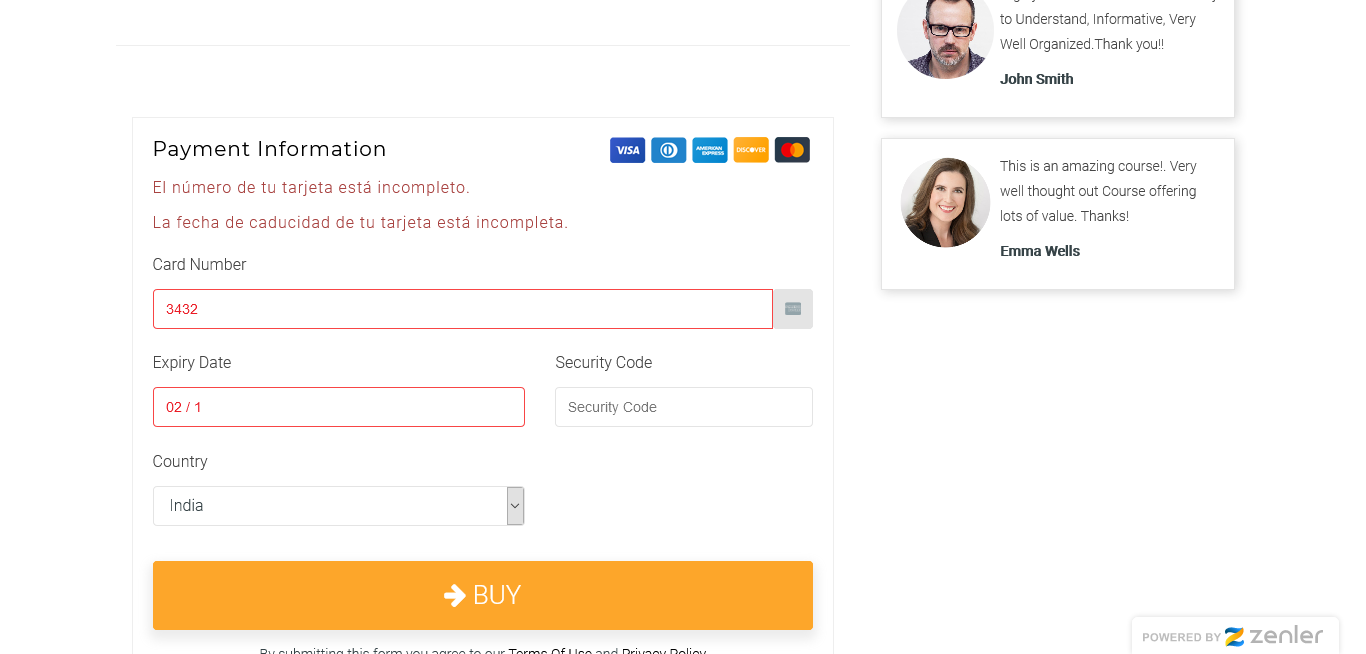 to Understand, Informative, Very
Well Organized.Thank you!!
John Smith
Payment Information
VISA
AMERICAN EXPRESS
DISCOVER
El número de tu tarjeta está incompleto.
La fecha de caducidad de tu tarjeta está incompleta.
Card Number
3432
Expiry Date
Security Code
02 / 1
Security Code
Country
India
BUY
By submitting this form you agree to our Terms Of Use and Privacy Policy
This is an amazing course!. Very
well thought out Course offering
lots of value. Thanks!
Emma Wells
POWERED BY zenler